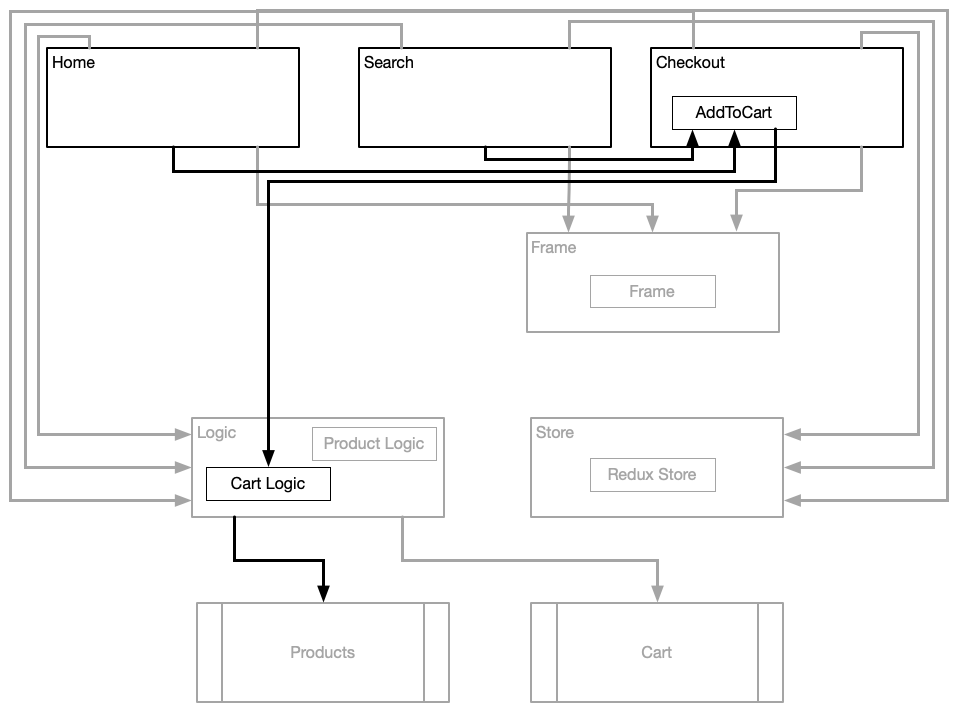 Home
Search
Checkout
AddToCart
Frame
Frame
Logic
Product Logic
Cart Logic
Store
Redux Store
Products
Cart